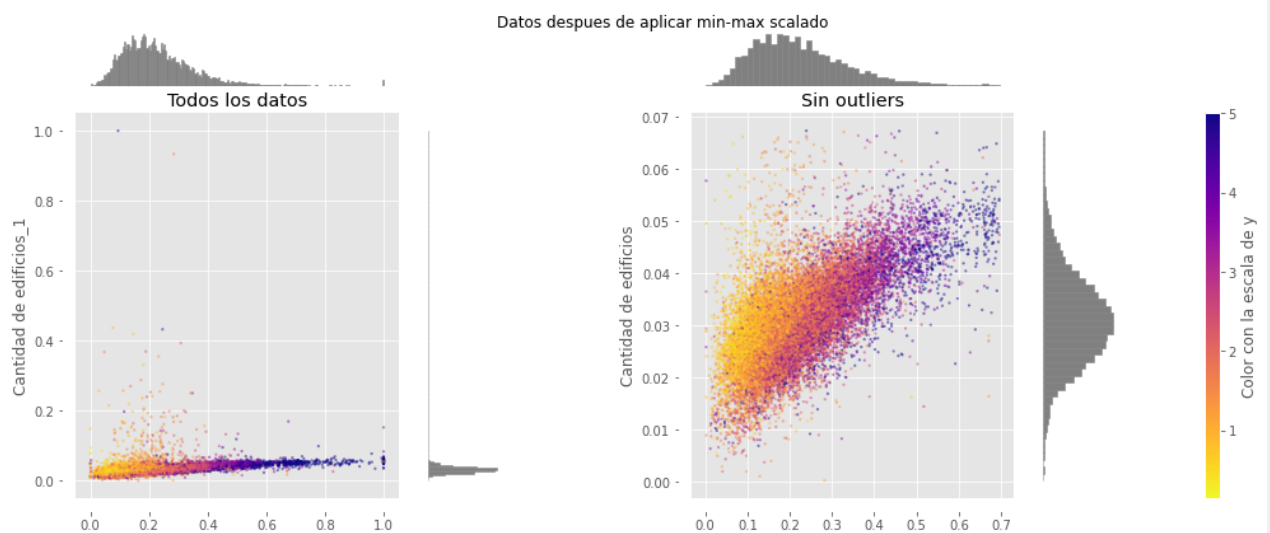 Datos despues de aplicar min-max scalado
Todos los datos
Cantidad de edificios_1
1.0
0.8
0.6
0.4
0.2
0.0
0.0 0.2 0.4 0.6 0.8 1.0
Sin outliers
Cantidad de edificios
0.07
0.06
0.05
0.04
0.03
0.02
0.01
0.00
0.0 0.1 0.2 0.3 0.4 0.5 0.6 0.7
5
4
3
2
1
Color con la escala de y